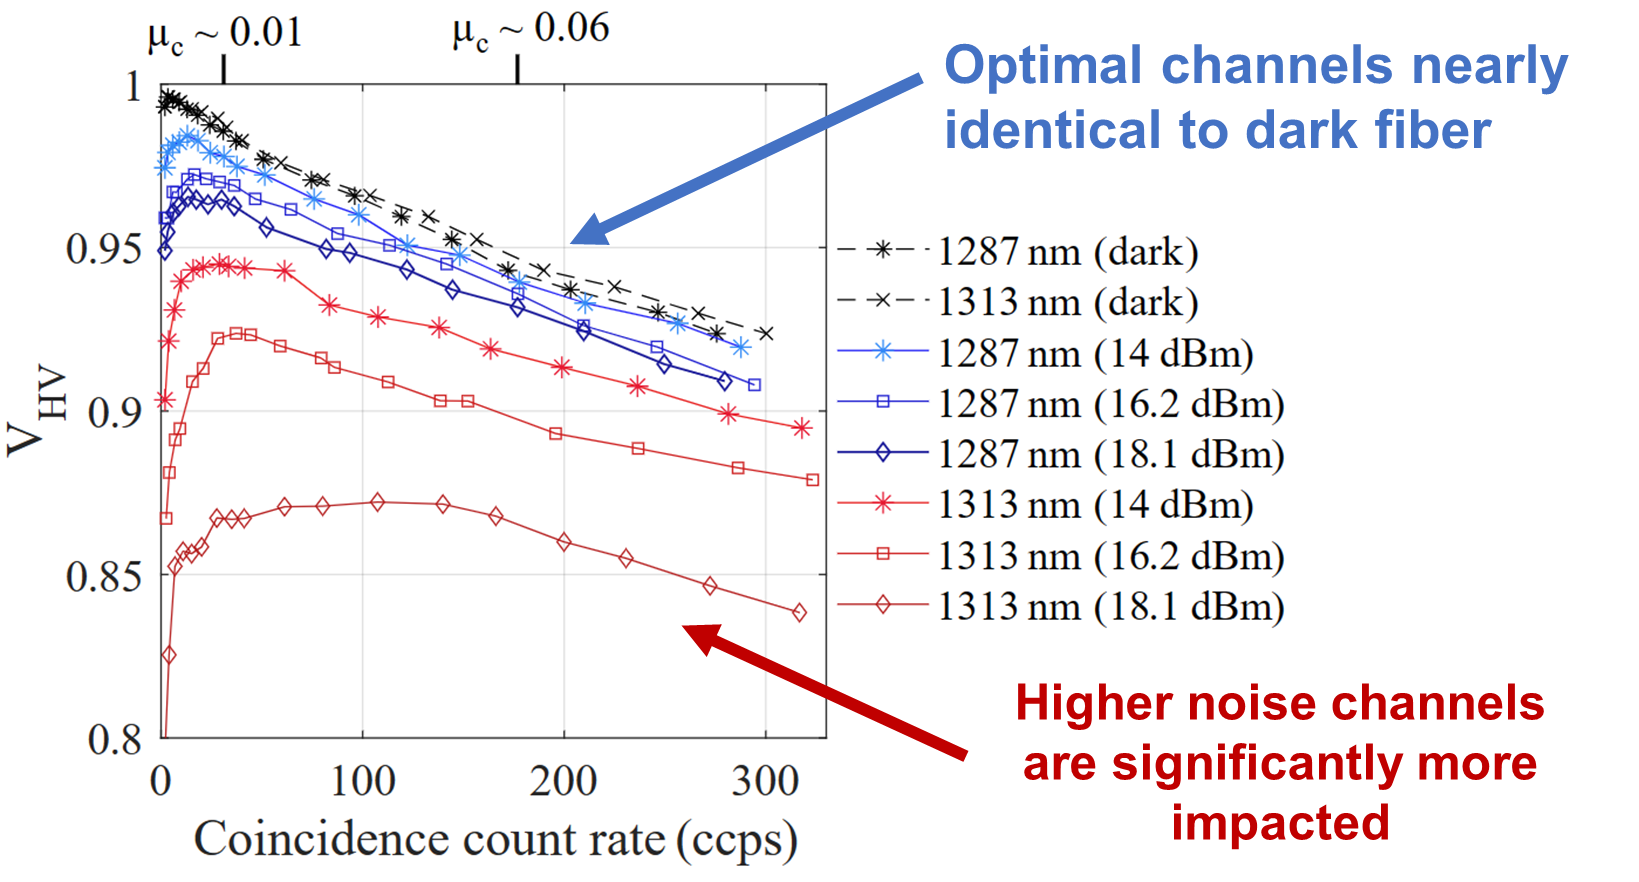 μc ~ 0.01
μc ~ 0.06
Optimal channels nearly
identical to dark fiber
1
0.95
0.9
0.85
0.8
VHV
0
100
200
300
Coincidence count rate (ccps)
1287 nm (dark)
1313 nm (dark)
1287 nm (14 dBm)
1287 nm (16.2 dBm)
1287 nm (18.1 dBm)
1313 nm (14 dBm)
1313 nm (16.2 dBm)
1313 nm (18.1 dBm)
Higher noise channels
are significantly more
impacted